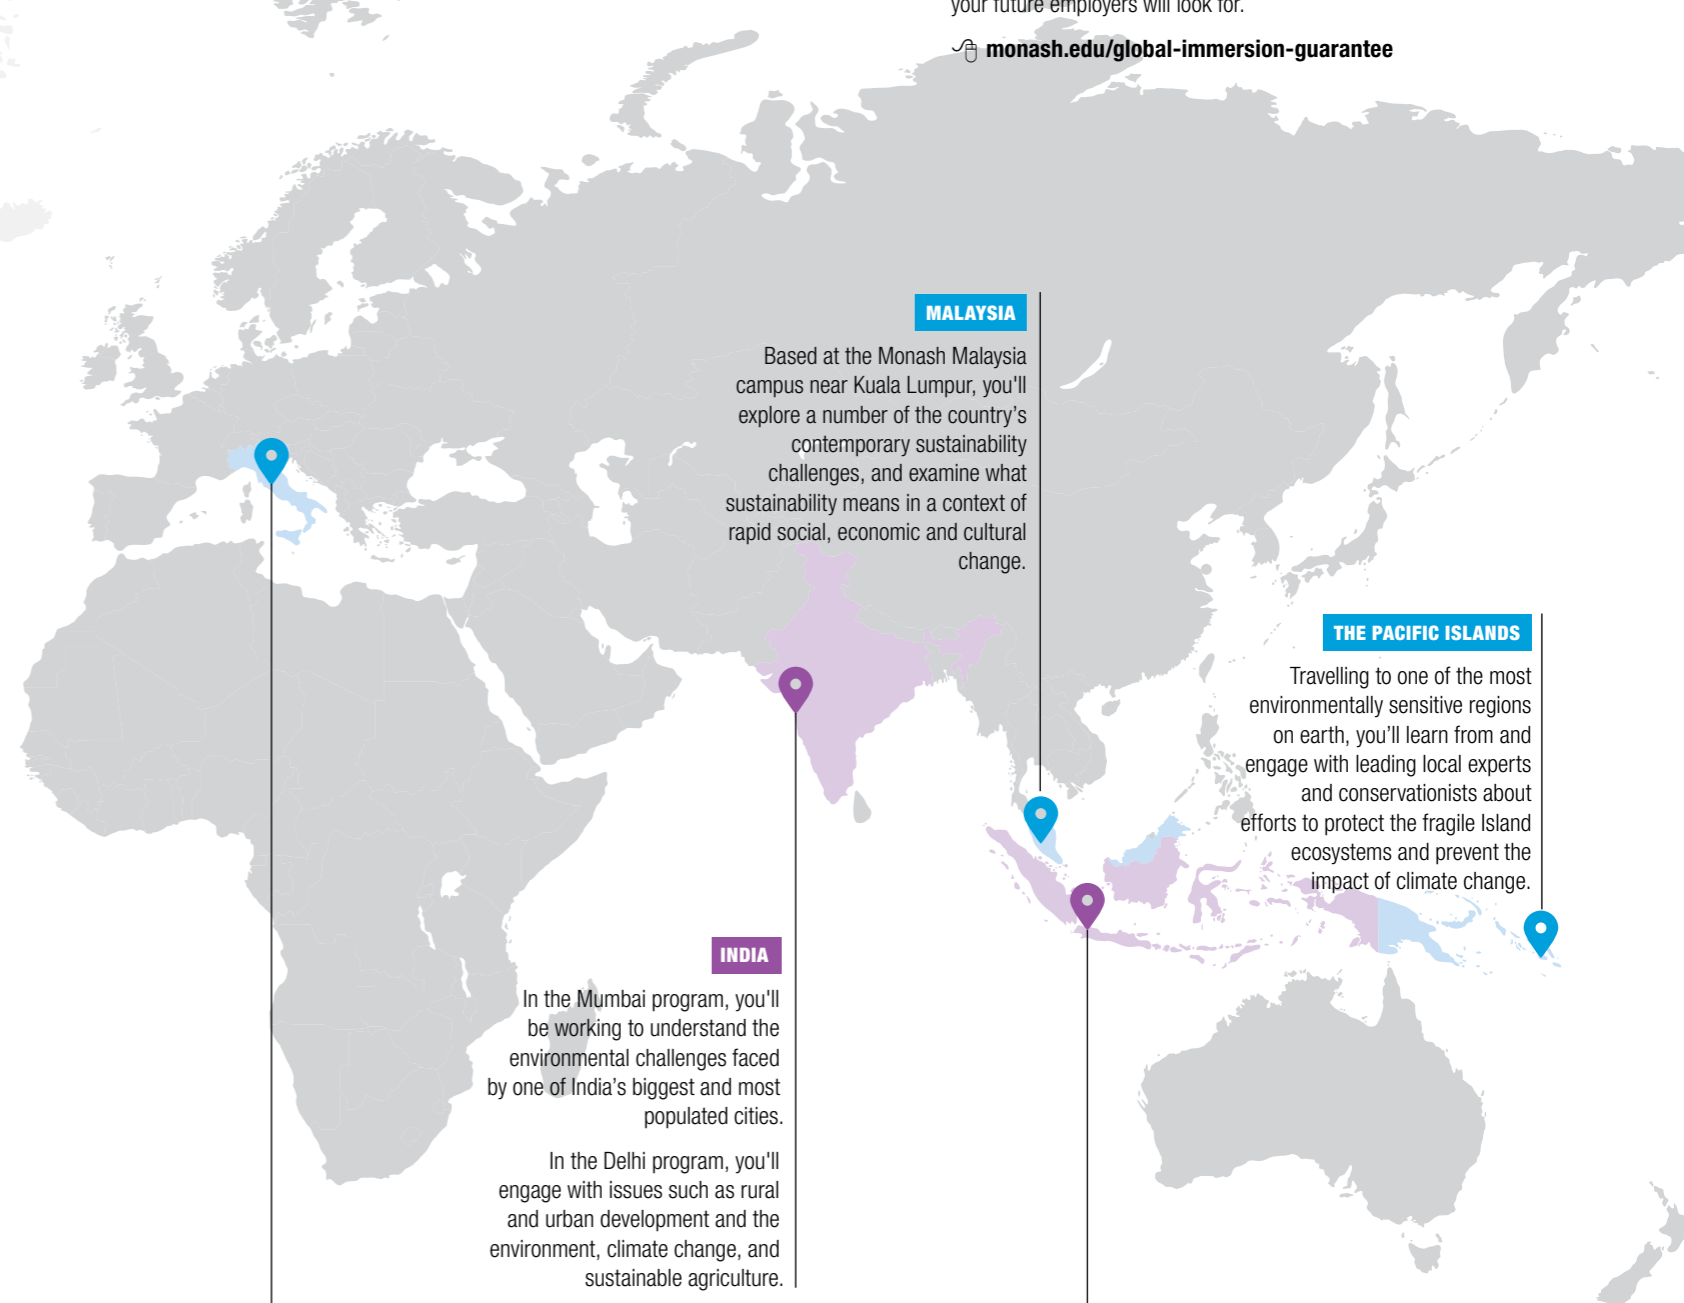 your future employers will look for.
monash.edu/global-immersion-guarantee
MALAYSIA
Based at the Monash Malaysia
campus near Kuala Lumpur, you'll
explore a number of the country’s
contemporary sustainability
challenges, and examine what
sustainability means in a context of
rapid social, economic and cultural
change.
THE PACIFIC ISLANDS
Travelling to one of the most
environmentally sensitive regions
on earth, you’ll learn from and
engage with leading local experts
and conservationists about
efforts to protect the fragile Island
ecosystems and prevent the
impact of climate change.
INDIA
In the Mumbai program, you'll
be working to understand the
environmental challenges faced
by one of India’s biggest and most
populated cities.
In the Delhi program, you'll
engage with issues such as rural
and urban development and the
environment, climate change, and
sustainable agriculture.